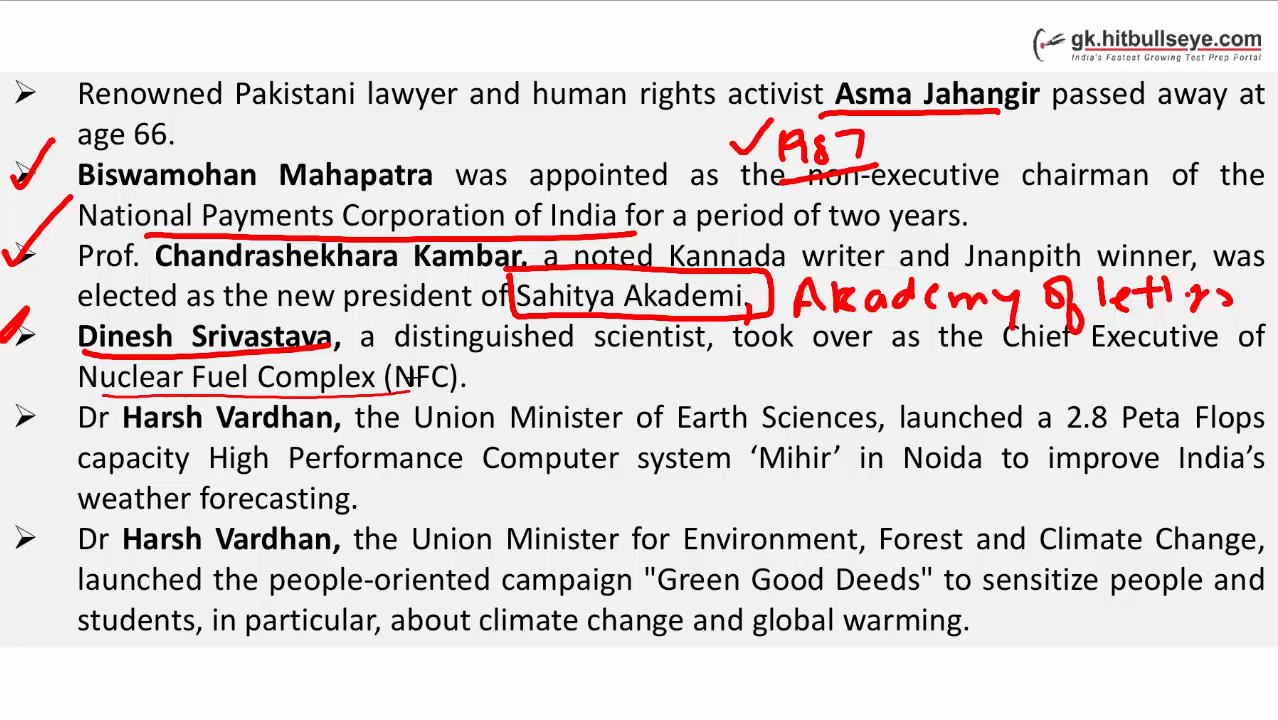 gk.hitbullseye.com
India's Fastest Growing Test Prep Portal
➢ Renowned Pakistani lawyer and human rights activist Asma Jahangir passed away at
age 66.
1987
➢ Biswamohan Mahapatra was appointed as the non-executive chairman of the
National Payments Corporation of India for a period of two years.
➢ Prof. Chandrashekhara Kambar, a noted Kannada writer and Jnanpith winner, was
elected as the new president of Sahitya Akademi. Akademy of letters
➢ Dinesh Srivastava, a distinguished scientist, took over as the Chief Executive of
Nuclear Fuel Complex (NFC).
➢ Dr Harsh Vardhan, the Union Minister of Earth Sciences, launched a 2.8 Peta Flops
capacity High Performance Computer system ‘Mihir’ in Noida to improve India’s
weather forecasting.
➢ Dr Harsh Vardhan, the Union Minister for Environment, Forest and Climate Change,
launched the people-oriented campaign "Green Good Deeds" to sensitize people and
students, in particular, about climate change and global warming.